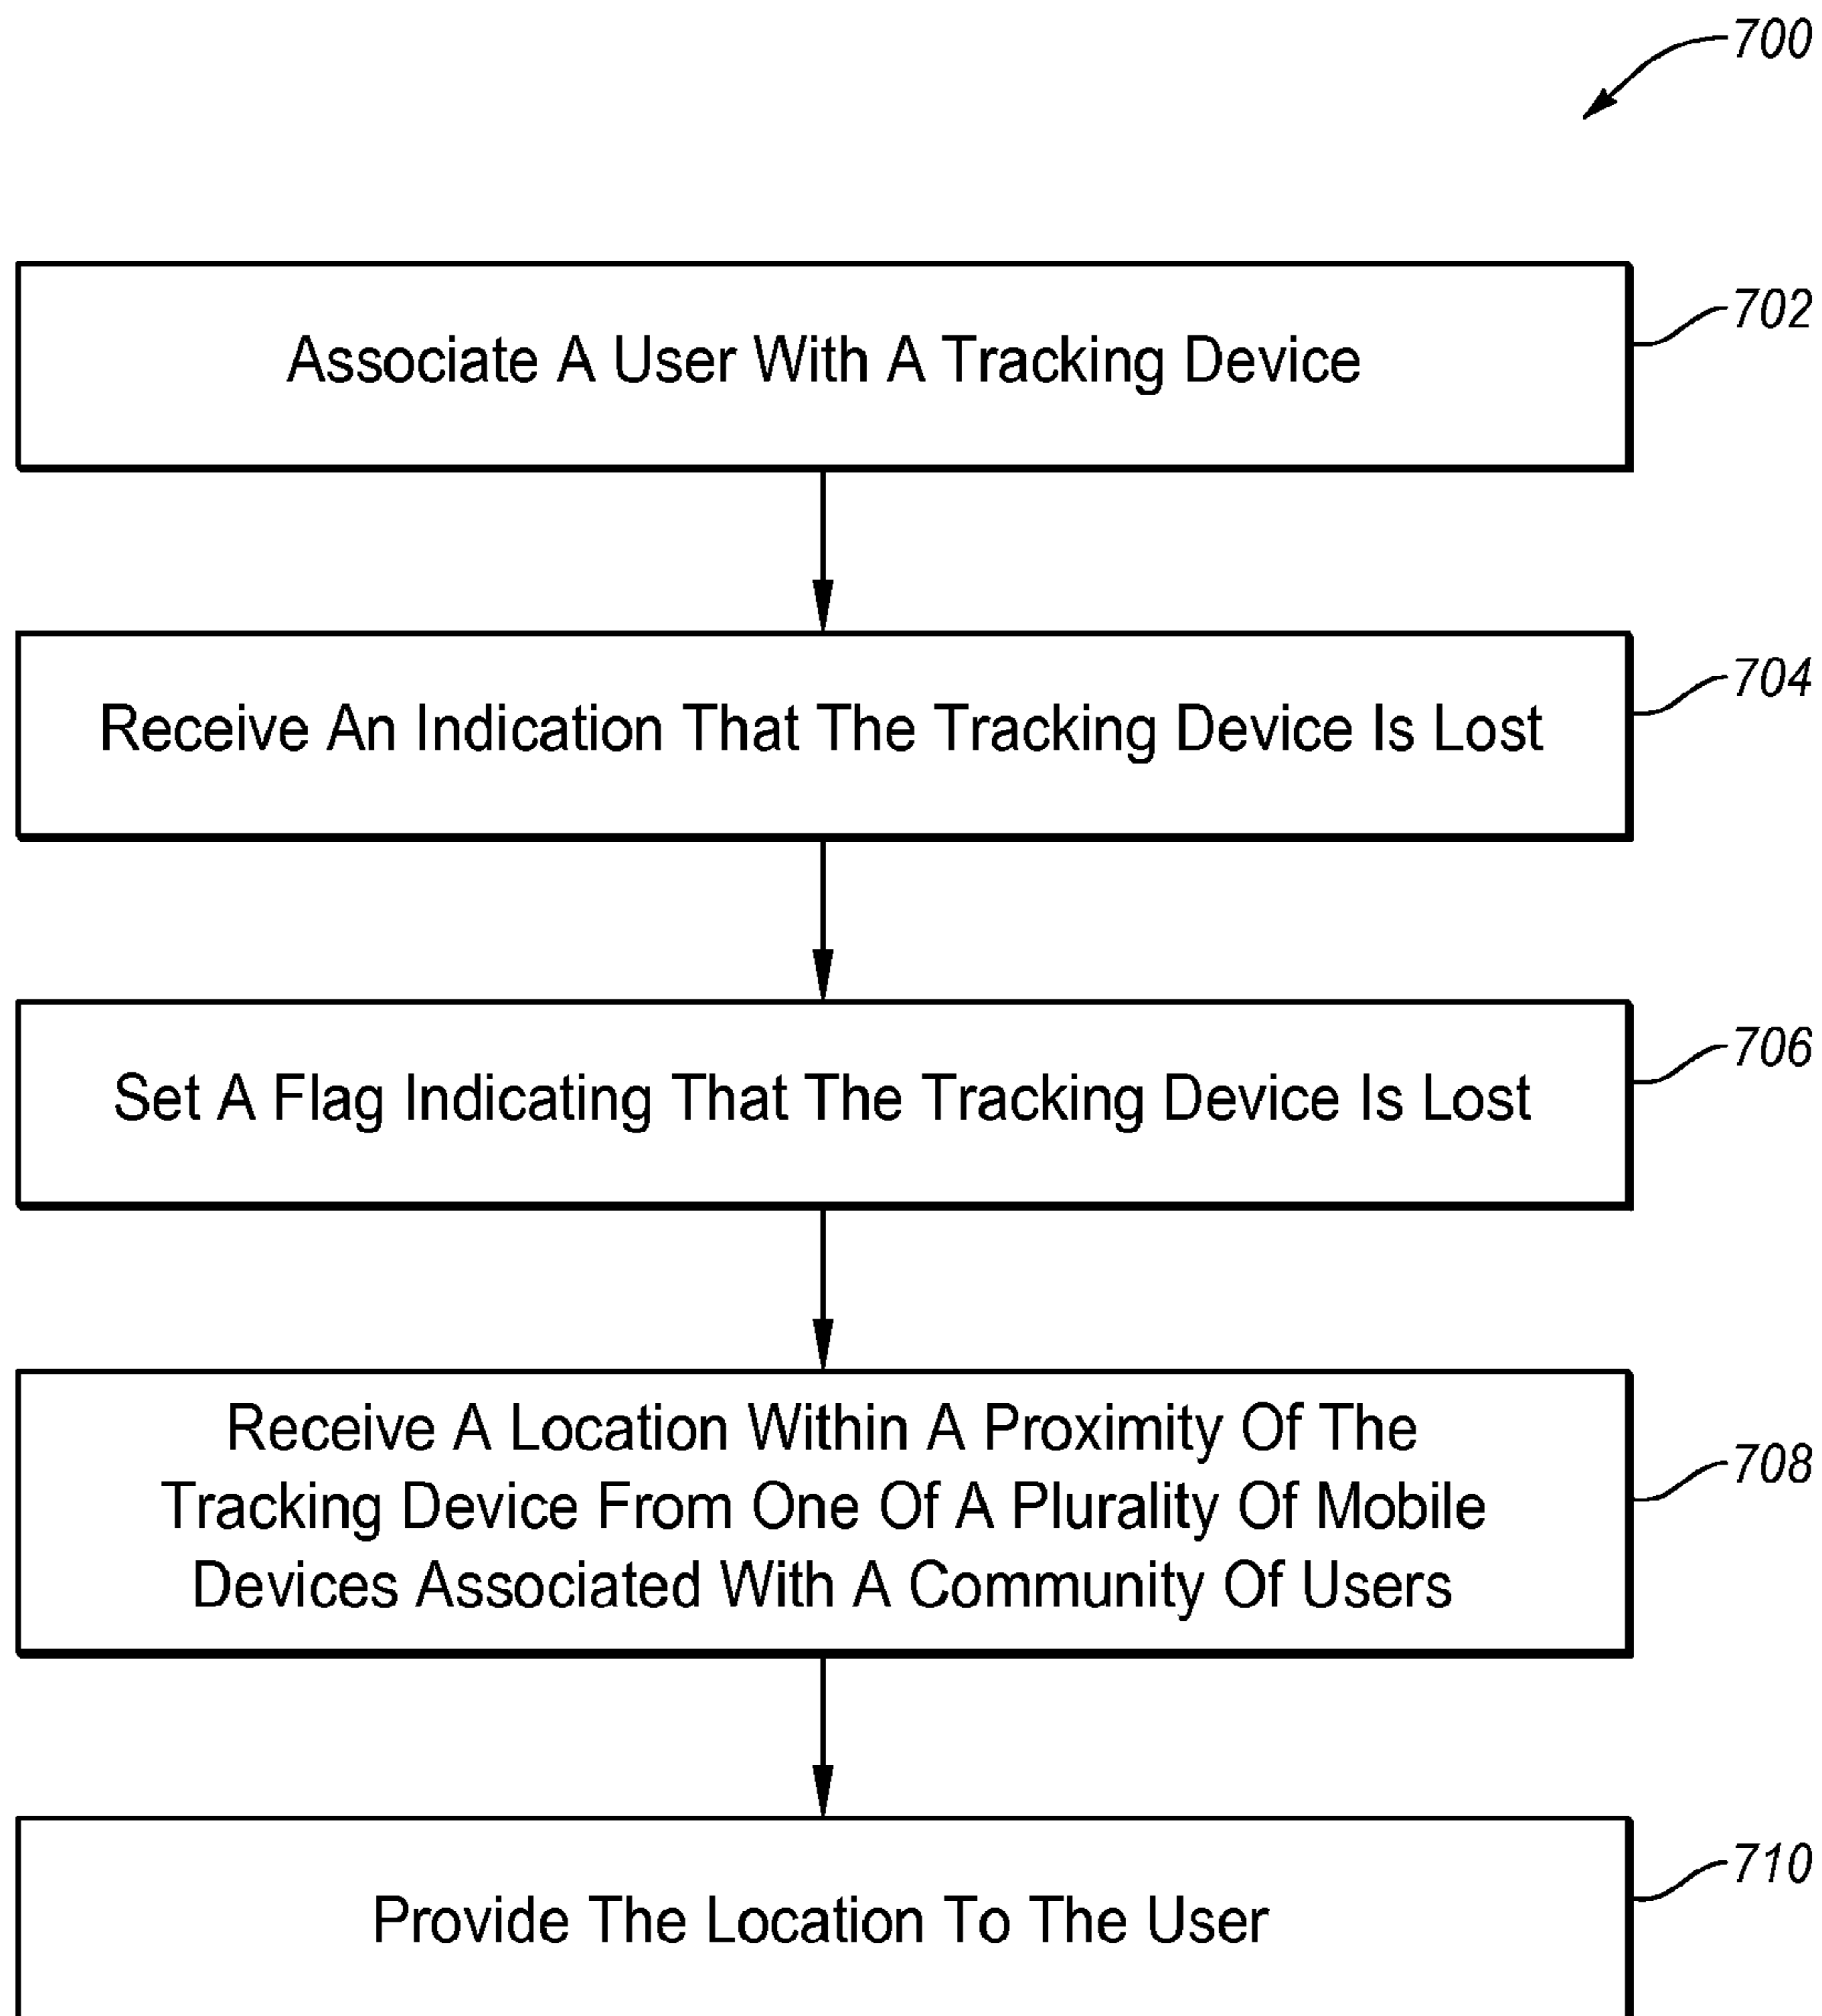 700
702
Associate A User With A Tracking Device
704
Receive An Indication That The Tracking Device Is Lost
706
Set A Flag Indicating That The Tracking Device Is Lost
Receive A Location Within A Proximity Of The
708
Tracking Device From One Of A Plurality Of Mobile
Devices Associated With A Community Of Users
710
Provide The Location To The User